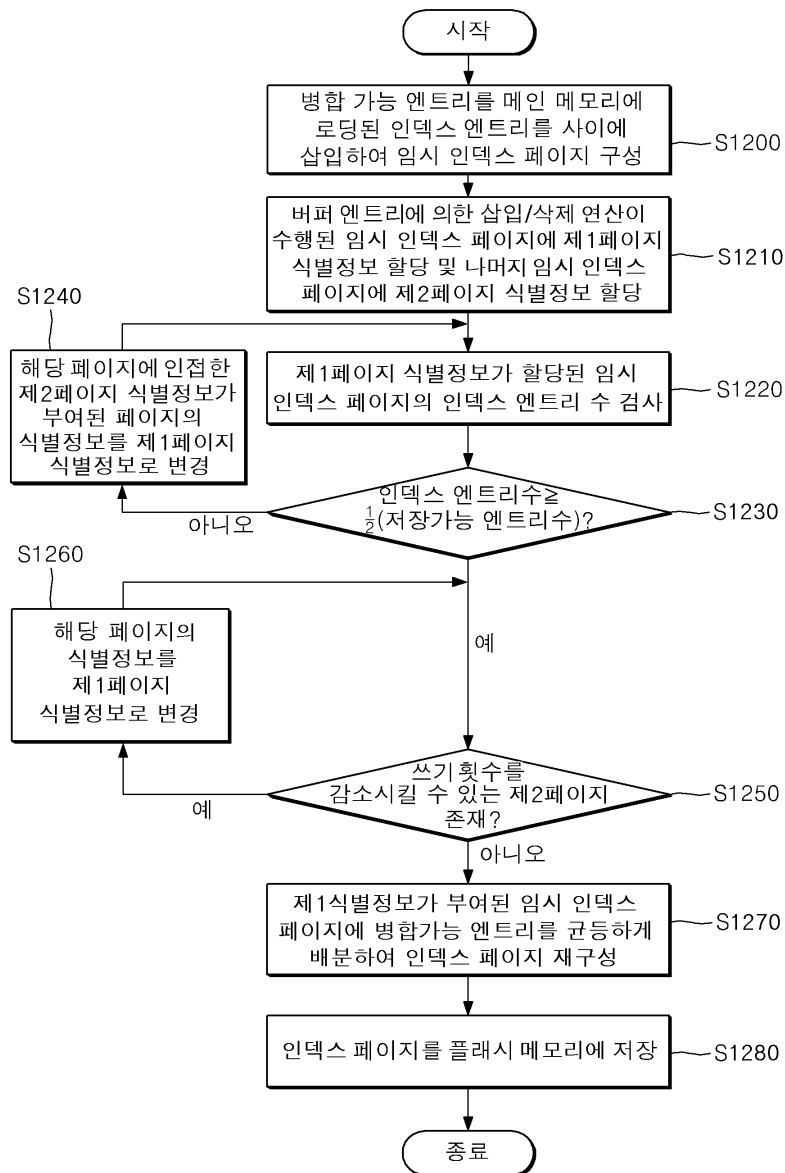 시작
병합 가능 엔트리를 메인 메모리에
로딩된 인덱스 엔트리를 사이에
삽입하여 임시 인덱스 페이지 구성
S1200
버퍼 엔트리에 의한 삽입/삭제 연산이
수행된 임시 인덱스 페이지에 제1페이지
식별정보 할당 및 나머지 임시 인덱스
페이지에 제2페이지 식별정보 할당
S1210
S1240
해당 페이지에 인접한
제2페이지 식별정보가
부여된 페이지의
식별정보를 제1페이지
식별정보로 변경
제1페이지 식별정보가 할당된 임시
인덱스 페이지의 인덱스 엔트리 수 검사
S1220
인덱스 엔트리수≧
½(저장가능 엔트리수)?
S1230
아니오
S1260
해당 페이지의
식별정보를
제1페이지
식별정보로 변경
예
쓰기횟수를
감소시킬 수 있는 제2페이지
존재?
S1250
예
아니오
제1식별정보가 부여된 임시 인덱스
페이지에 병합가능 엔트리를 균등하게
배분하여 인덱스 페이지 재구성
S1270
인덱스 페이지를 플래시 메모리에 저장
S1280
종료